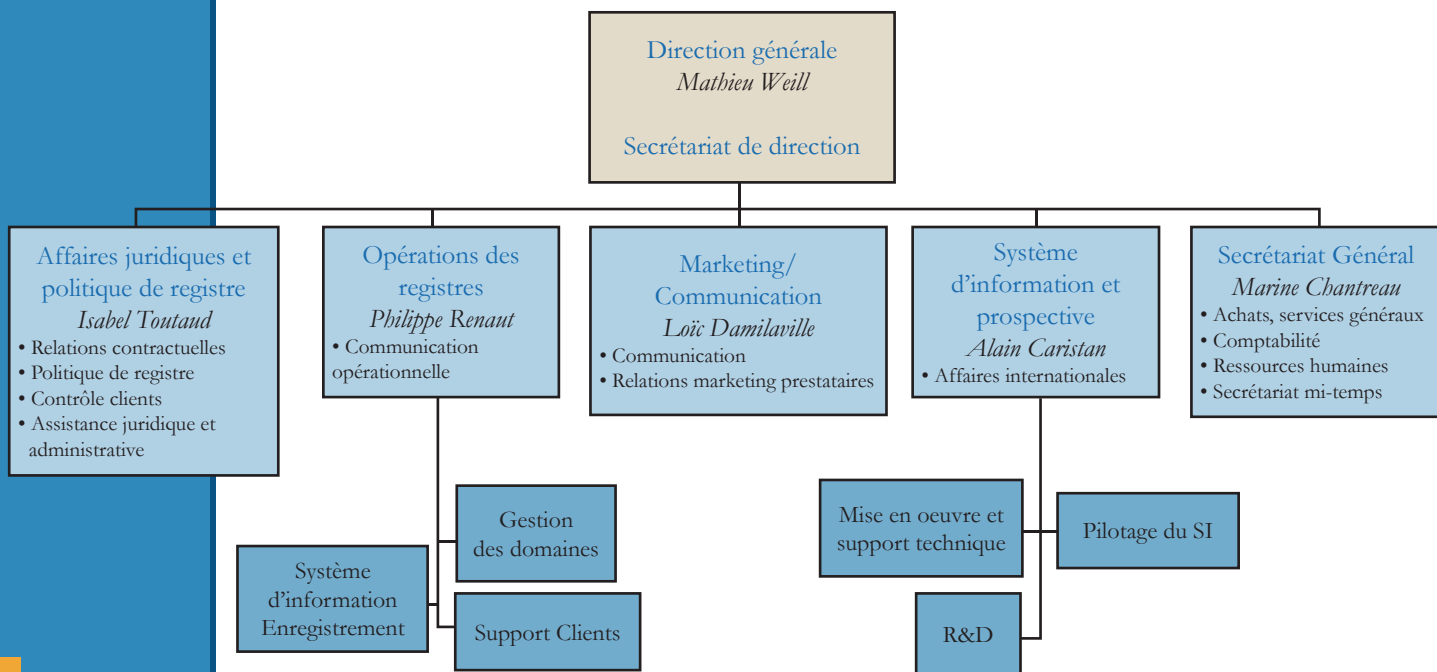 Direction générale
Mathieu Weill
Secrétariat de direction
Affaires juridiques et
politique de registre
Isabel Toutaud
• Relations contractuelles
• Politique de registre
• Contrôle clients
• Assistance juridique et
administrative
Opérations des
registres
Philippe Renaut
• Communication
opérationnelle
Marketing/
Communication
Loïc Damilaville
• Communication
• Relations marketing prestataires
Système
d'information et
prospective
Alain Caristan
• Affaires internationales
Secrétariat Général
Marine Chantreau
• Achats, services généraux
• Comptabilité
• Ressources humaines
• Secrétariat mi-temps
Gestion
des domaines
Système
d'information
Enregistrement
Support Clients
Mise en oeuvre et
support technique
Pilotage du SI
R&D